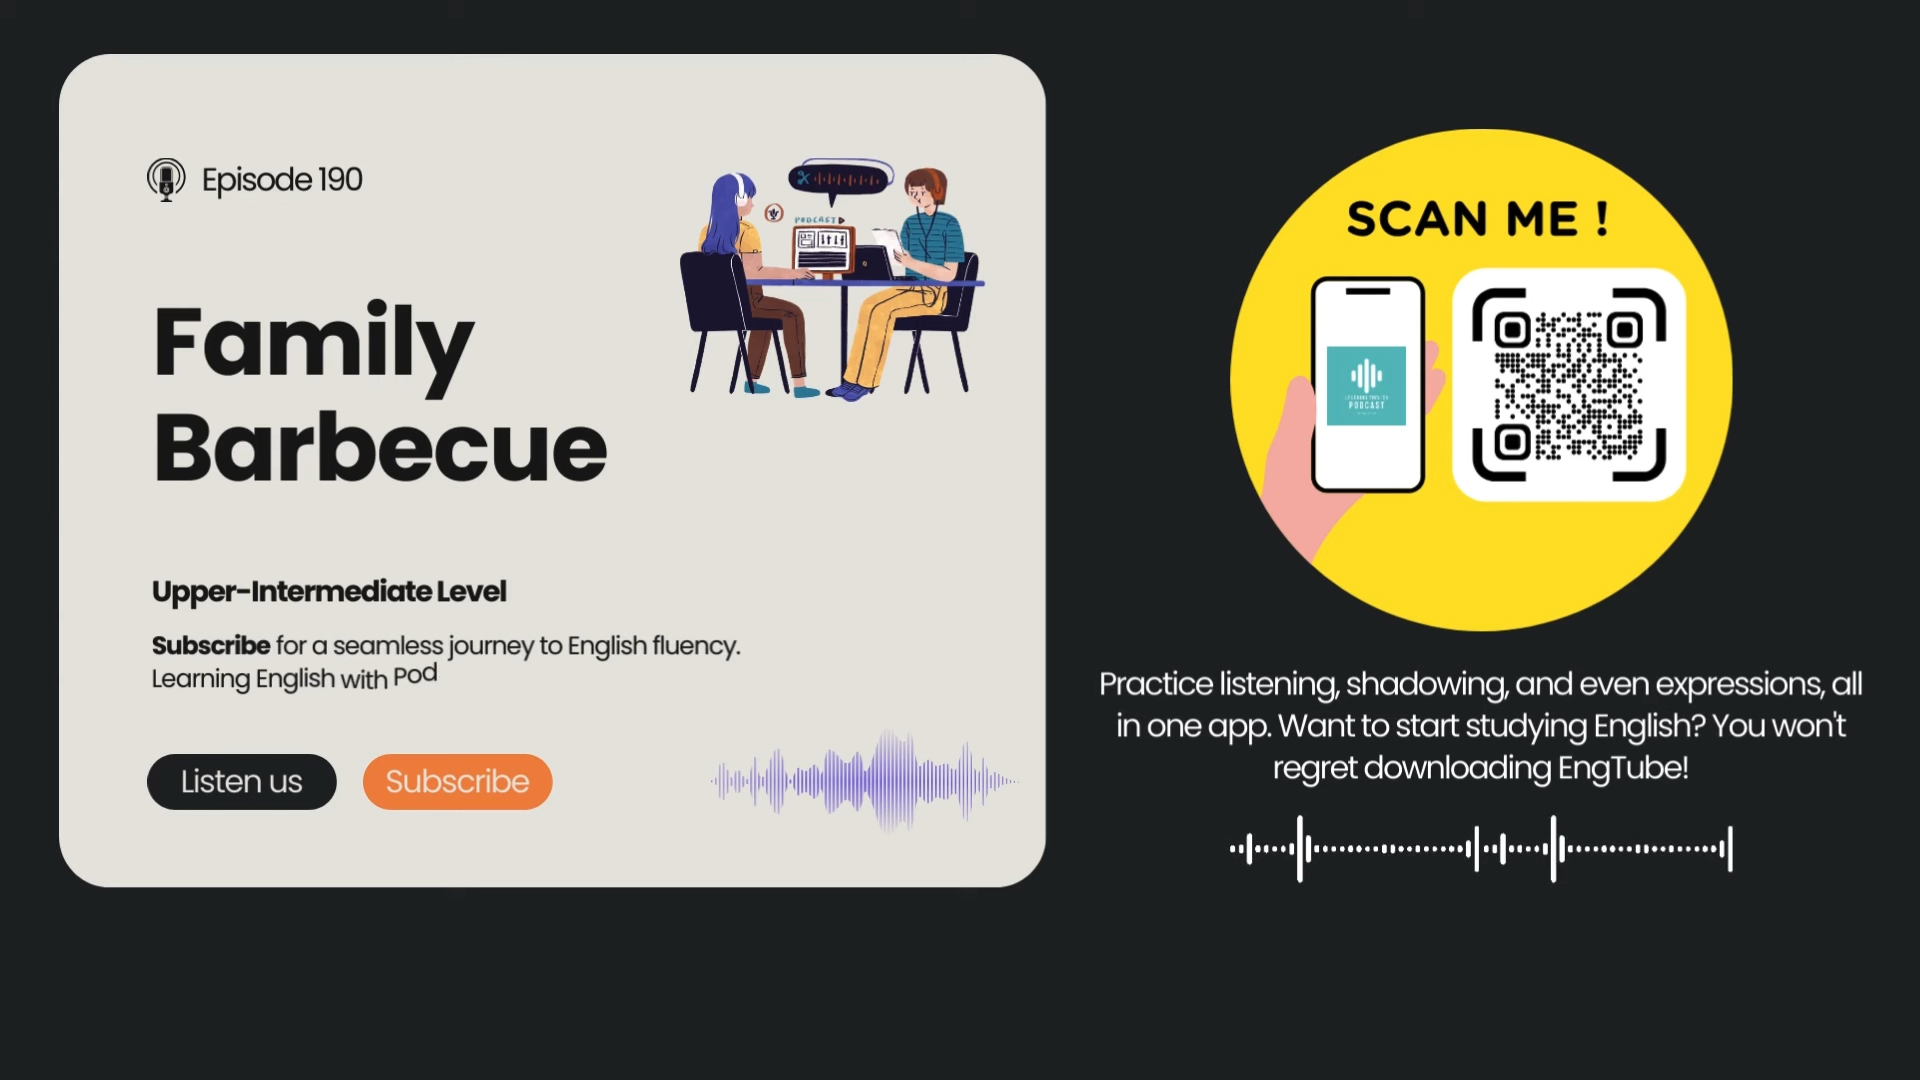 Episode 190
PODCAST
Family
Barbecue
Upper-Intermediate Level
Subscribe for a seamless journey to English fluency.
Learning English with Pod
Listen us
Subscribe
SCAN ME !
PODCAST
Practice listening, shadowing, and even expressions, all
in one app. Want to start studying English? You won't
regret downloading EngTube!